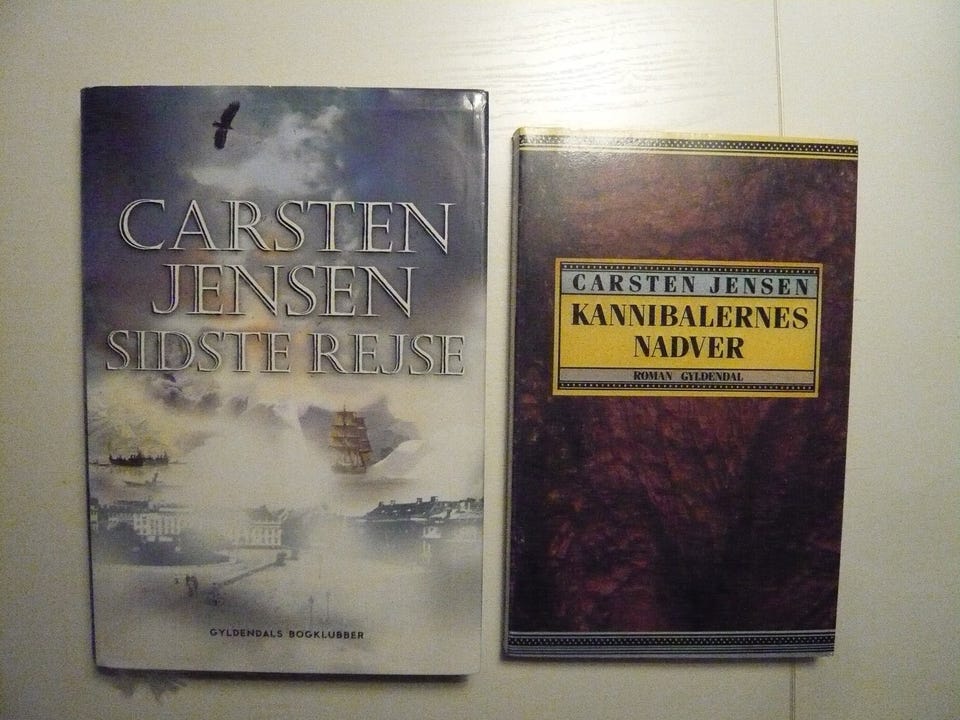 CARSTEN
JENSEN
SIDSTE REJSE
GYLDENDALS BOGKLUBBER
CARSTEN JENSEN
KANNIBALERNES
NADVER
ROMAN GYLDENDAL